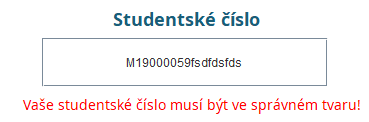 Studentské číslo
M19000059fsdfdsfds
Vaše studentské číslo musí být ve správném tvaru!